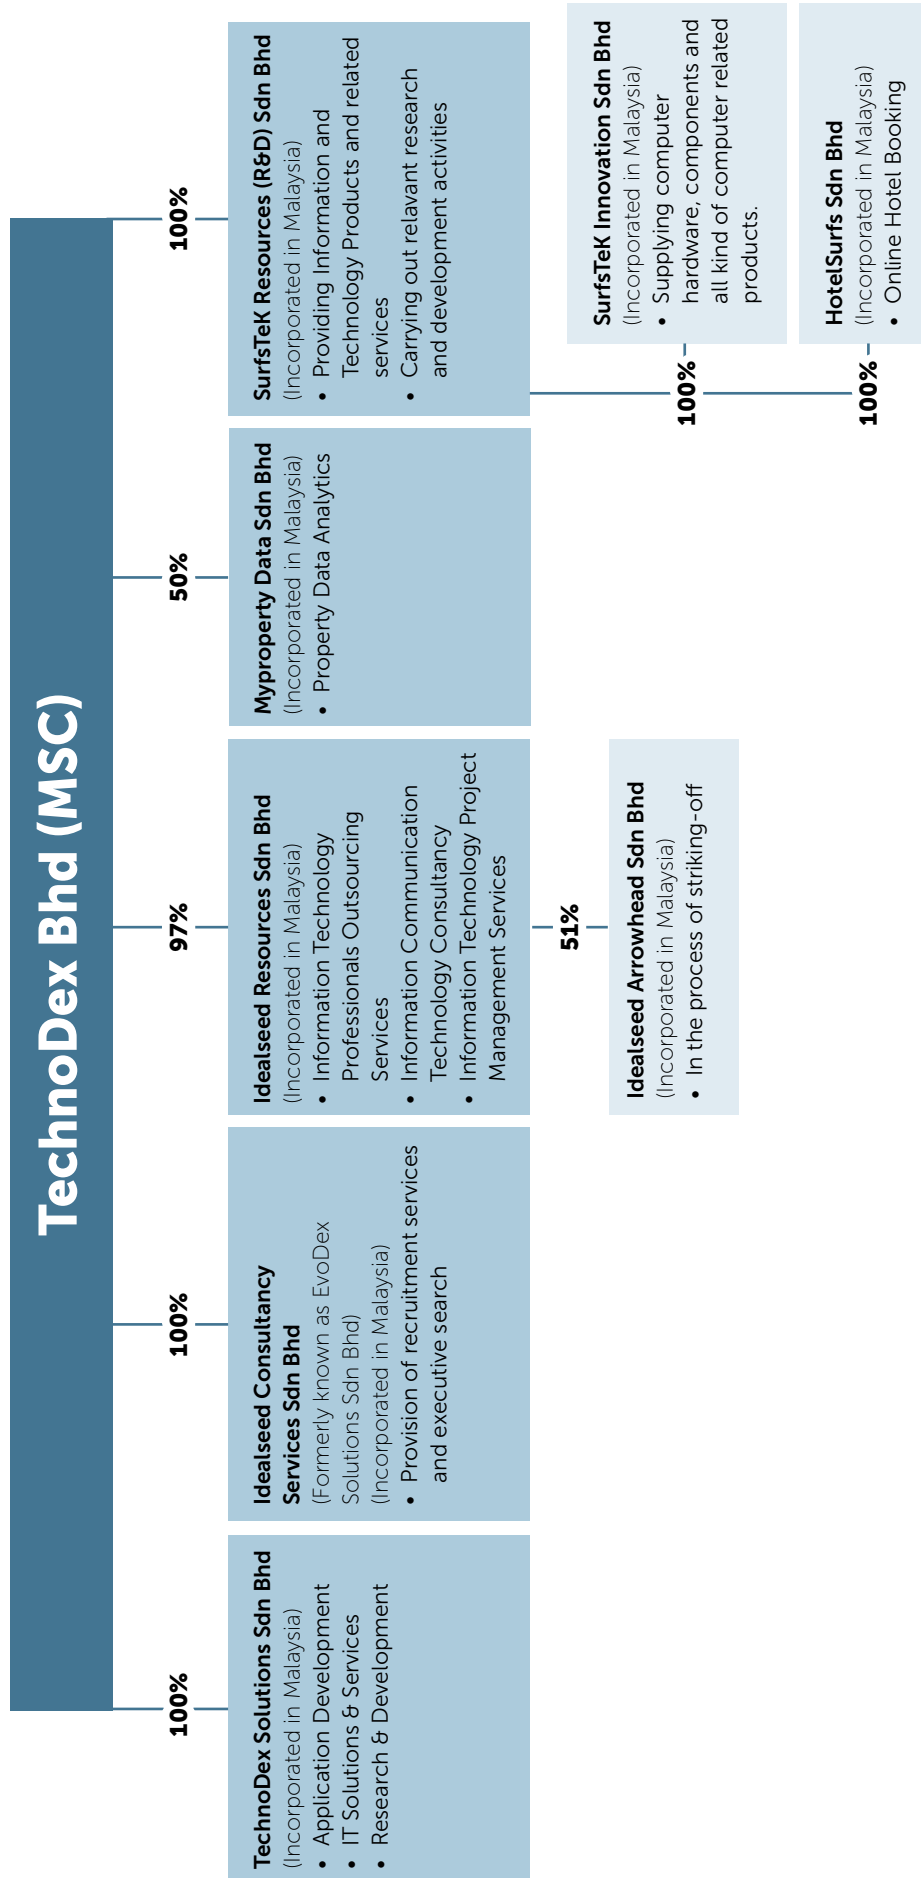 TechnoDex Bhd (MSC)
100%
TechnoDex Solutions Sdn Bhd
(Incorporated in Malaysia)
• Application Development
• IT Solutions & Services
• Research & Development
100%
Idealseed Consultancy
Services Sdn Bhd
(Formerly known as EvoDex
Solutions Sdn Bhd)
(Incorporated in Malaysia)
• Provision of recruitment services
and executive search
97%
Idealseed Resources Sdn Bhd
(Incorporated in Malaysia)
• Information Technology
Professionals Outsourcing
Services
• Information Communication
Technology Consultancy
• Information Technology Project
Management Services
51%
Idealseed Arrowhead Sdn Bhd
(Incorporated in Malaysia)
• In the process of striking-off
50%
Myproperty Data Sdn Bhd
(Incorporated in Malaysia)
• Property Data Analytics
100%
SurfsTeK Resources (R&D) Sdn Bhd
(Incorporated in Malaysia)
• Providing Information and
Technology Products and related
services
• Carrying out relavant research
and development activities
100%
SurfsTeK Innovation Sdn Bhd
(Incorporated in Malaysia)
• Supplying computer
hardware, components and
all kind of computer related
products.
100%
HotelSurfs Sdn Bhd
(Incorporated in Malaysia)
• Online Hotel Booking